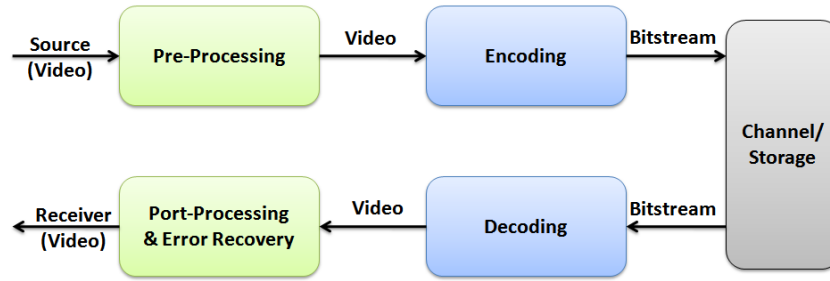 Source
(Video)
Pre-Processing
Video
Encoding
Bitstream
Channel/
Storage
Receiver
(Video)
Port-Processing
& Error Recovery
Video
Decoding
Bitstream